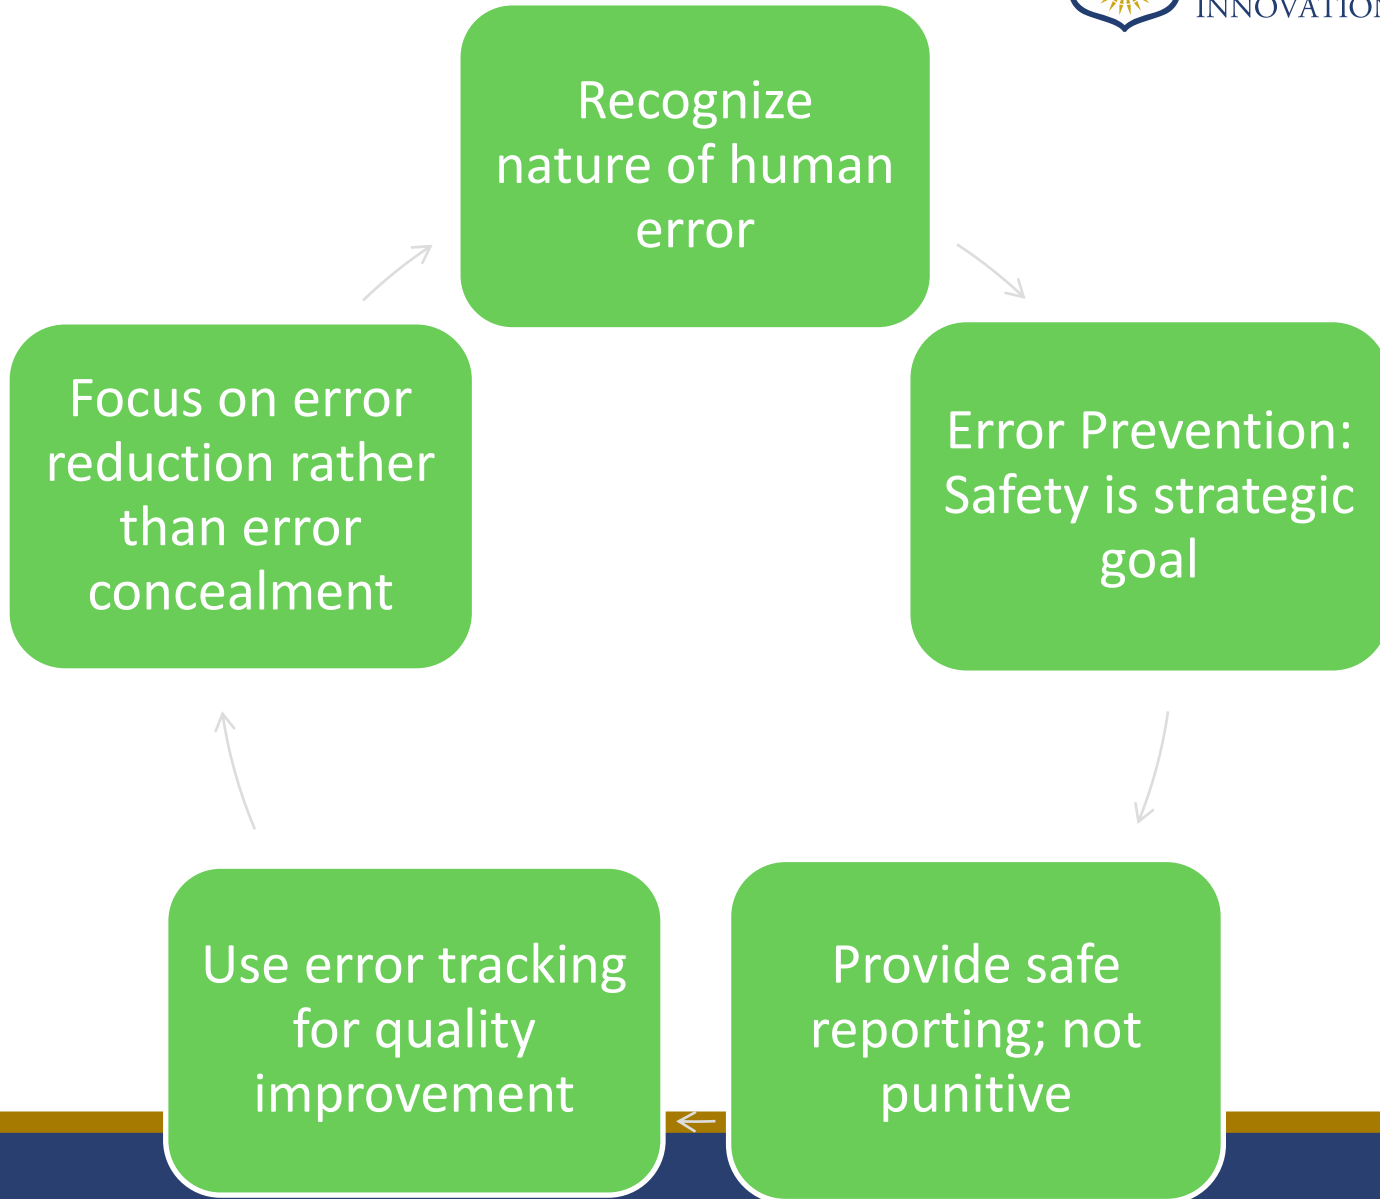 INNOVATION
Recognize
nature of human
error
Error Prevention:
Safety is strategic
goal
Provide safe
reporting; not
punitive
Use error tracking
for quality
improvement
Focus on error
reduction rather
than error
concealment